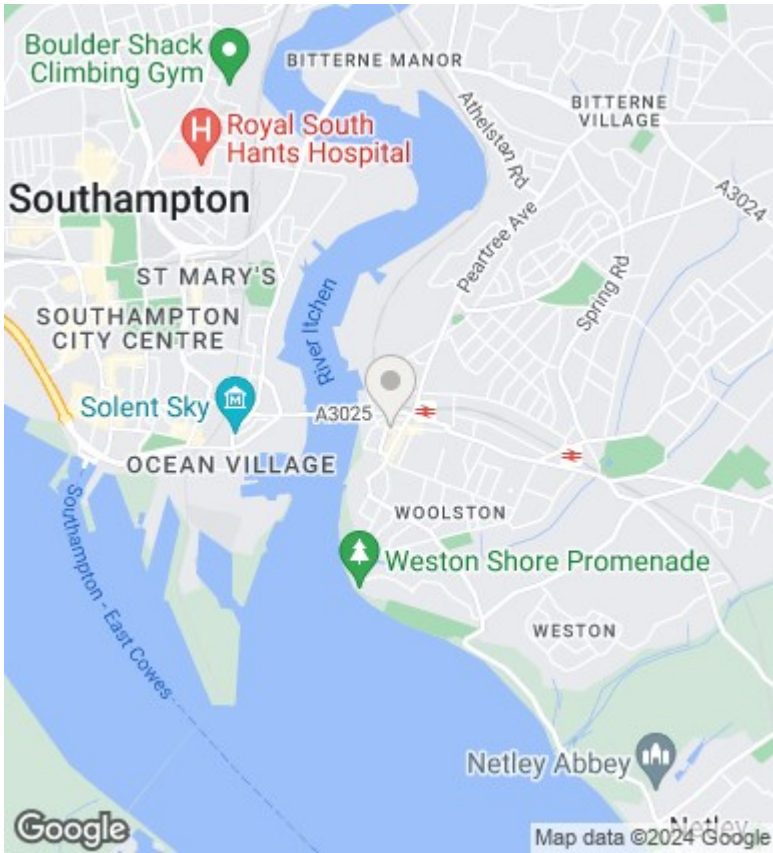 Boulder Shack
Climbing Gym
BITTERNE MANOR
BITTERNE
VILLAGE
Athelstan Rd
H
Royal South
Hants Hospital
A3024
Southampton
Peartree Ave
ST MARY'S
Spring Rd
River Itchen
SOUTHAMPTON
CITY CENTRE
Solent Sky
M
A3025
OCEAN VILLAGE
WOOLSTON
Southampton - East Cowes
Weston Shore Promenade
WESTON
Netley Abbey
Netley
Google
Map data ©2024 Google